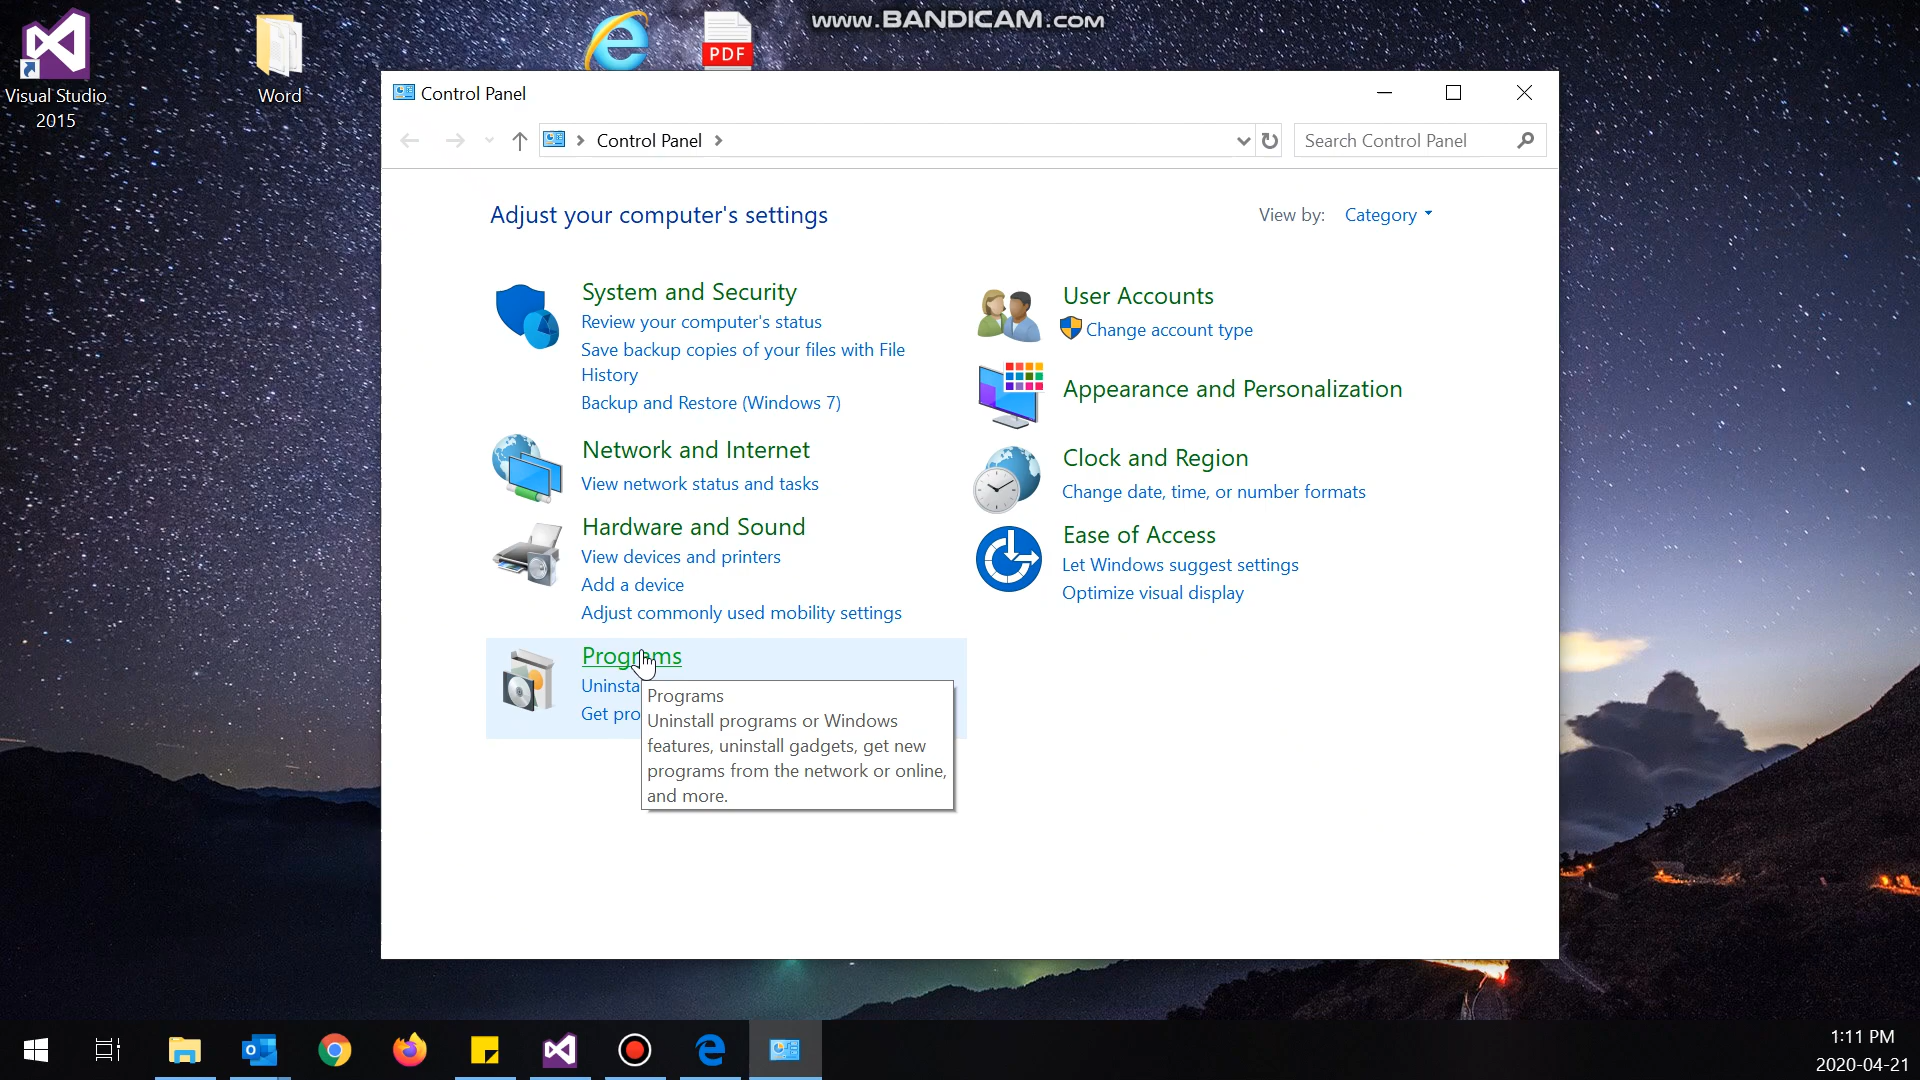 www.BANDICAM.com
Visual Studio
2015
Word
PDF
Control Panel
Control Panel
Search Control Panel
Adjust your computer's settings
View by: Category
System and Security
Review your computer's status
Save backup copies of your files with File
History
Backup and Restore (Windows 7)
Network and Internet
View network status and tasks
Hardware and Sound
View devices and printers
Add a device
Adjust commonly used mobility settings
Programs
Uninsta
Get pro
Programs
Uninstall programs or Windows
features, uninstall gadgets, get new
programs from the network or online,
and more.
User Accounts
Change account type
Appearance and Personalization
Clock and Region
Change date, time, or number formats
Ease of Access
Let Windows suggest settings
Optimize visual display
1:11 PM
2020-04-21